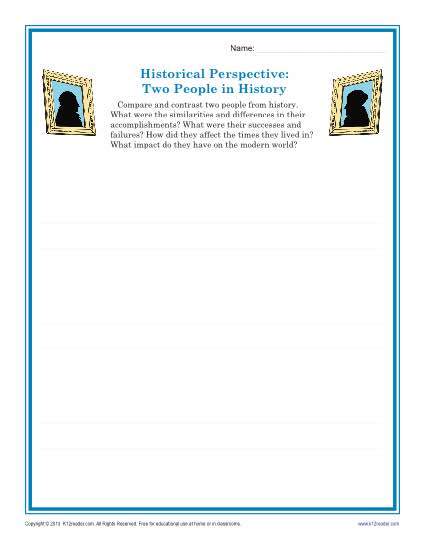 Name:
Historical Perspective:
Two People in History
Compare and contrast two people from history.
What were the similarities and differences in their
accomplishments? What were their successes and
failures? How did they affect the times they lived in?
What impact do they have on the modern world?
Copyright © 2013 K12reader.com. All Rights Reserved. Free for educational use at home or in classrooms.
www.k12reader.com